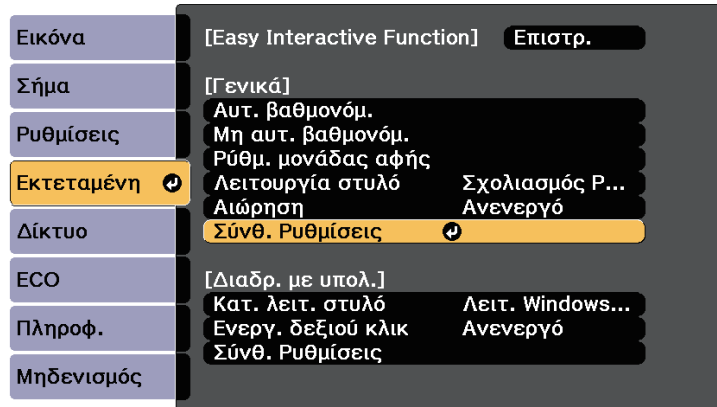 Εικόνα
Σήμα
Ρυθμίσεις
Εκτεταμένη
Δίκτυο
ECO
Πληροφ.
Μηδενισμός
[Easy Interactive Function] Επιστρ.
[Γενικά]
Αυτ. βαθμονόμ.
Μη αυτ. βαθμονόμ.
Ρύθμ. μονάδας αφής
Λειτουργία στυλό Σχολιασμός P...
Αιώρηση Ανενεργό
Σύνθ. Ρυθμίσεις
[Διαδρ. με υπολ.]
Κατ. λειτ. στυλό Λειτ. Windows...
Ενεργ. δεξιού κλικ Ανενεργό
Σύνθ. Ρυθμίσεις